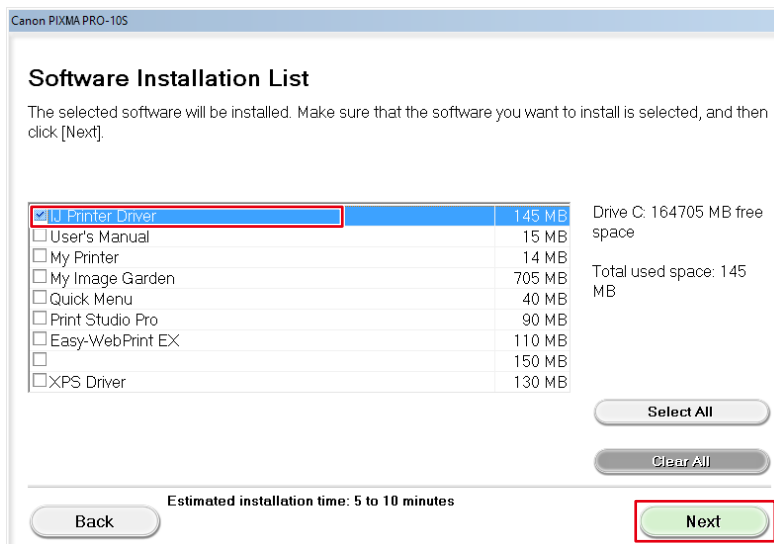 Canon PIXMA PRO-10S
Software Installation List
The selected software will be installed. Make sure that the software you want to install is selected, and then
click [Next].
IJ Printer Driver 145 MB
User's Manual 15 MB
My Printer 14 MB
My Image Garden 705 MB
Quick Menu 40 MB
Print Studio Pro 90 MB
Easy-WebPrint EX 110 MB
150 MB
XPS Driver 130 MB
Drive C: 164705 MB free
space
Total used space: 145
MB
Select All
Clear All
Estimated installation time: 5 to 10 minutes
Back
Next